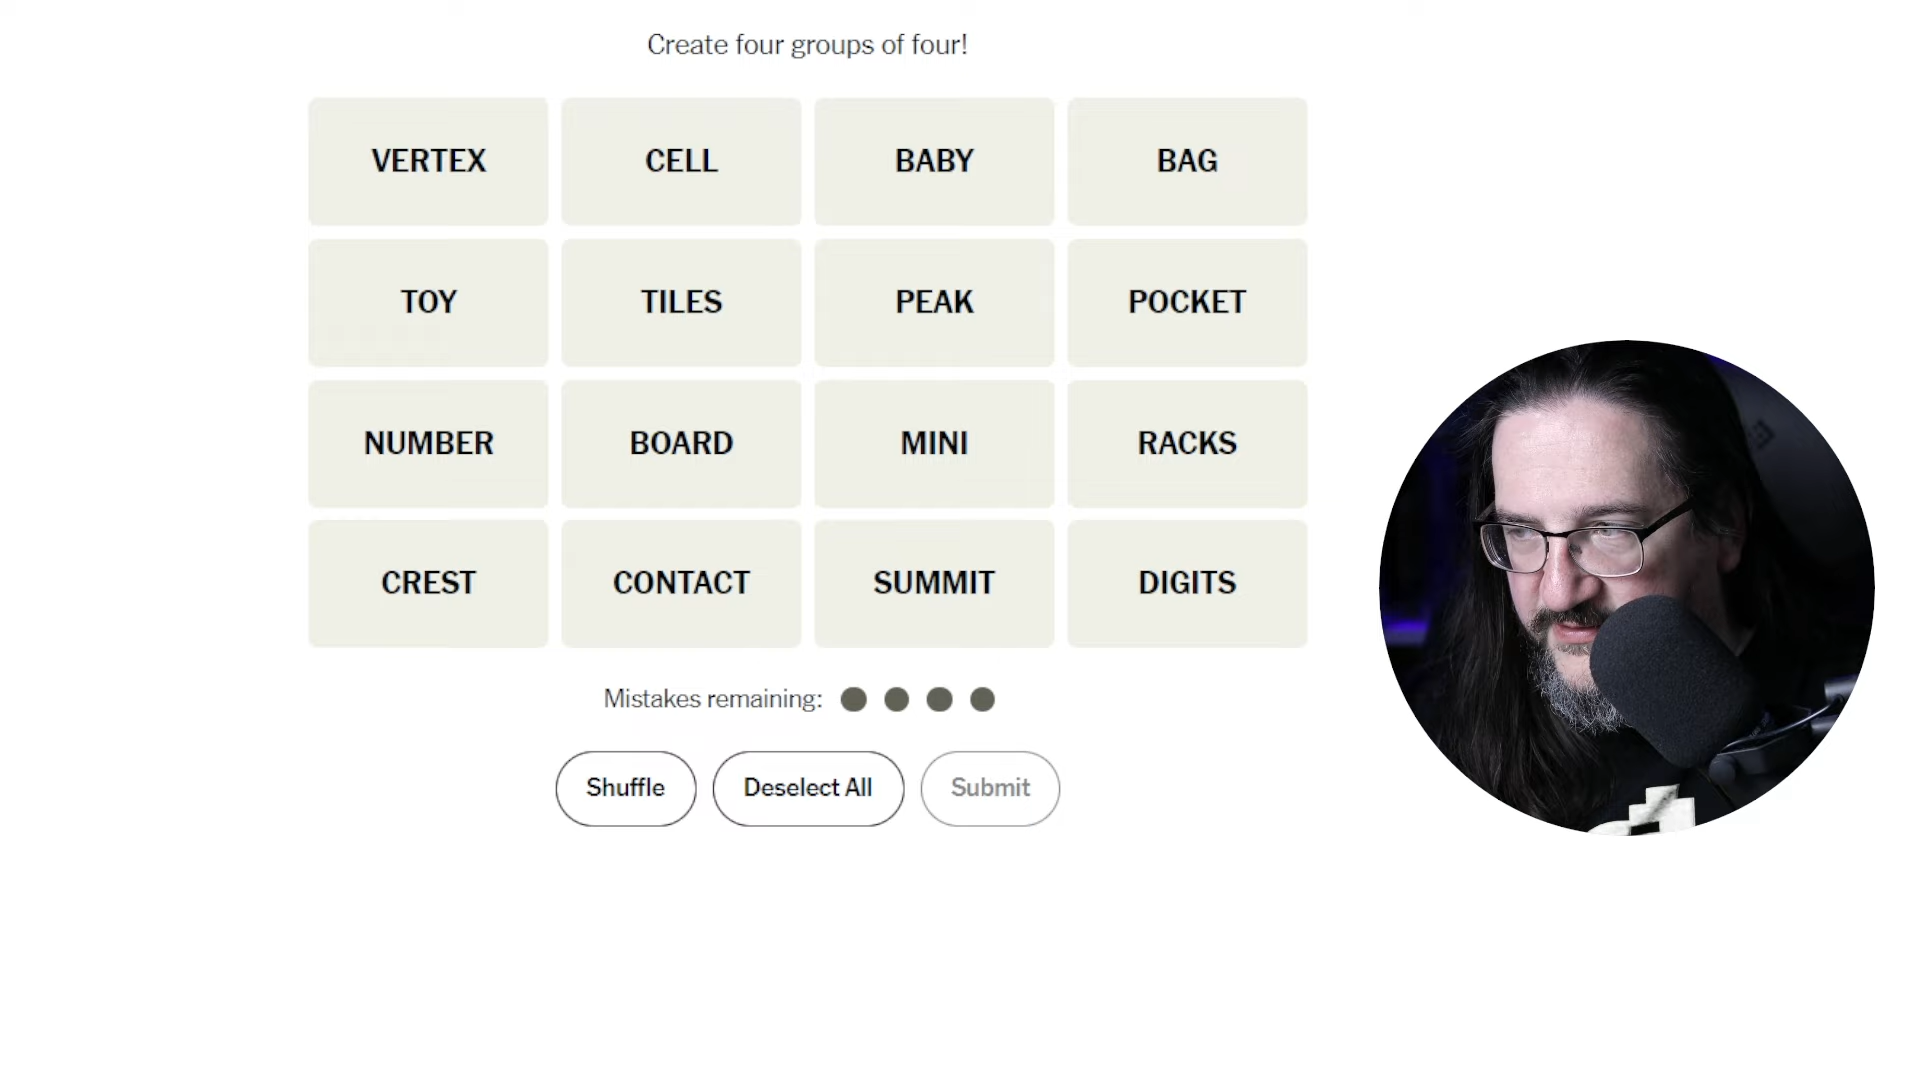 Create four groups of four!
VERTEX CELL BABY BAG
TOY TILES PEAK POCKET
NUMBER BOARD MINI RACKS
CREST CONTACT SUMMIT DIGITS
Mistakes remaining:
Shuffle Deselect All Submit